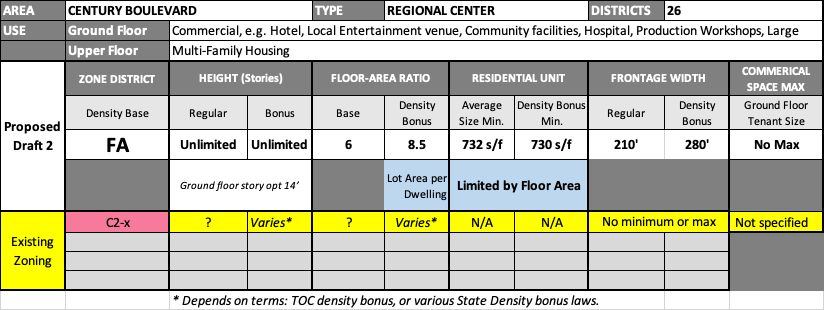 AREA CENTURY BOULEVARD TYPE REGIONAL CENTER DISTRICTS 26
USE Ground Floor Commercial, e.g. Hotel, Local Entertainment venue, Community facilities, Hospital, Production Workshops, Large
Upper Floor Multi-Family Housing
ZONE DISTRICT HEIGHT (Stories) FLOOR-AREA RATIO RESIDENTIAL UNIT FRONTAGE WIDTH COMMERICAL SPACE MAX
Density Base Regular Bonus Base Density Bonus Average Size Min. Density Bonus Min. Regular Density Bonus Ground Floor Tenant Size
Proposed Draft 2 FA Unlimited Unlimited 6 8.5 732 s/f 730 s/f 210' 280' No Max
Ground floor story opt 14' Lot Area per Dwelling Limited by Floor Area
Existing Zoning C2-x ? Varies* ? Varies* N/A N/A No minimum or max Not specified
* Depends on terms: TOC density bonus, or various State Density bonus laws.